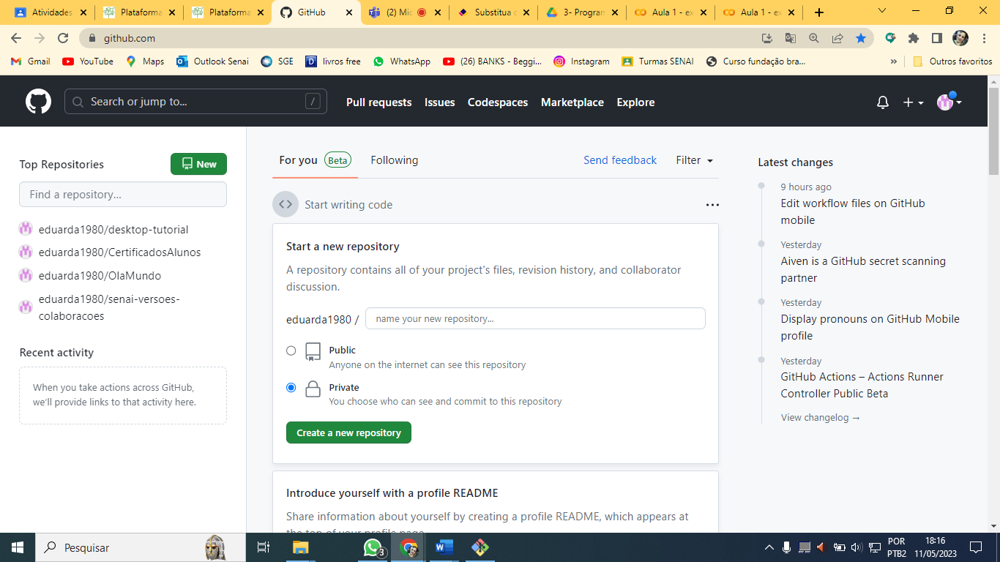 Atividades
Plataforma
Plataforma
GitHub
(2) Mic
Substitua c
3- Program
Aula 1 - ex
Aula 1 - ex
github.com
Gmail
YouTube
Maps
Outlook Senai
SGE
D
livros free
WhatsApp
(26) BANKS - Beggi...
Instagram
Turmas SENAI
Curso fundação bra...
»
Outros favoritos
Search or jump to...
/
Pull requests
Issues
Codespaces
Marketplace
Explore
Top Repositories
New
Find a repository...
eduarda1980/desktop-tutorial
eduarda1980/CertificadosAlunos
eduarda1980/OlaMundo
eduarda1980/senai-versoes-
colaboracoes
Recent activity
When you take actions across GitHub,
we'll provide links to that activity here.
For you Beta
Following
Send feedback
Filter
Start writing code
Start a new repository
A repository contains all of your project's files, revision history, and collaborator
discussion.
eduarda1980 / name your new repository...
Public
Anyone on the internet can see this repository
Private
You choose who can see and commit to this repository
Create a new repository
Introduce yourself with a profile README
Share information about yourself by creating a profile README, which appears at
the top of your profile page.
Latest changes
9 hours ago
Edit workflow files on GitHub
mobile
Yesterday
Aiven is a GitHub secret scanning
partner
Yesterday
Display pronouns on GitHub Mobile
profile
Yesterday
GitHub Actions – Actions Runner
Controller Public Beta
View changelog →
Pesquisar
3
W
POR
PTB2
18:16
11/05/2023